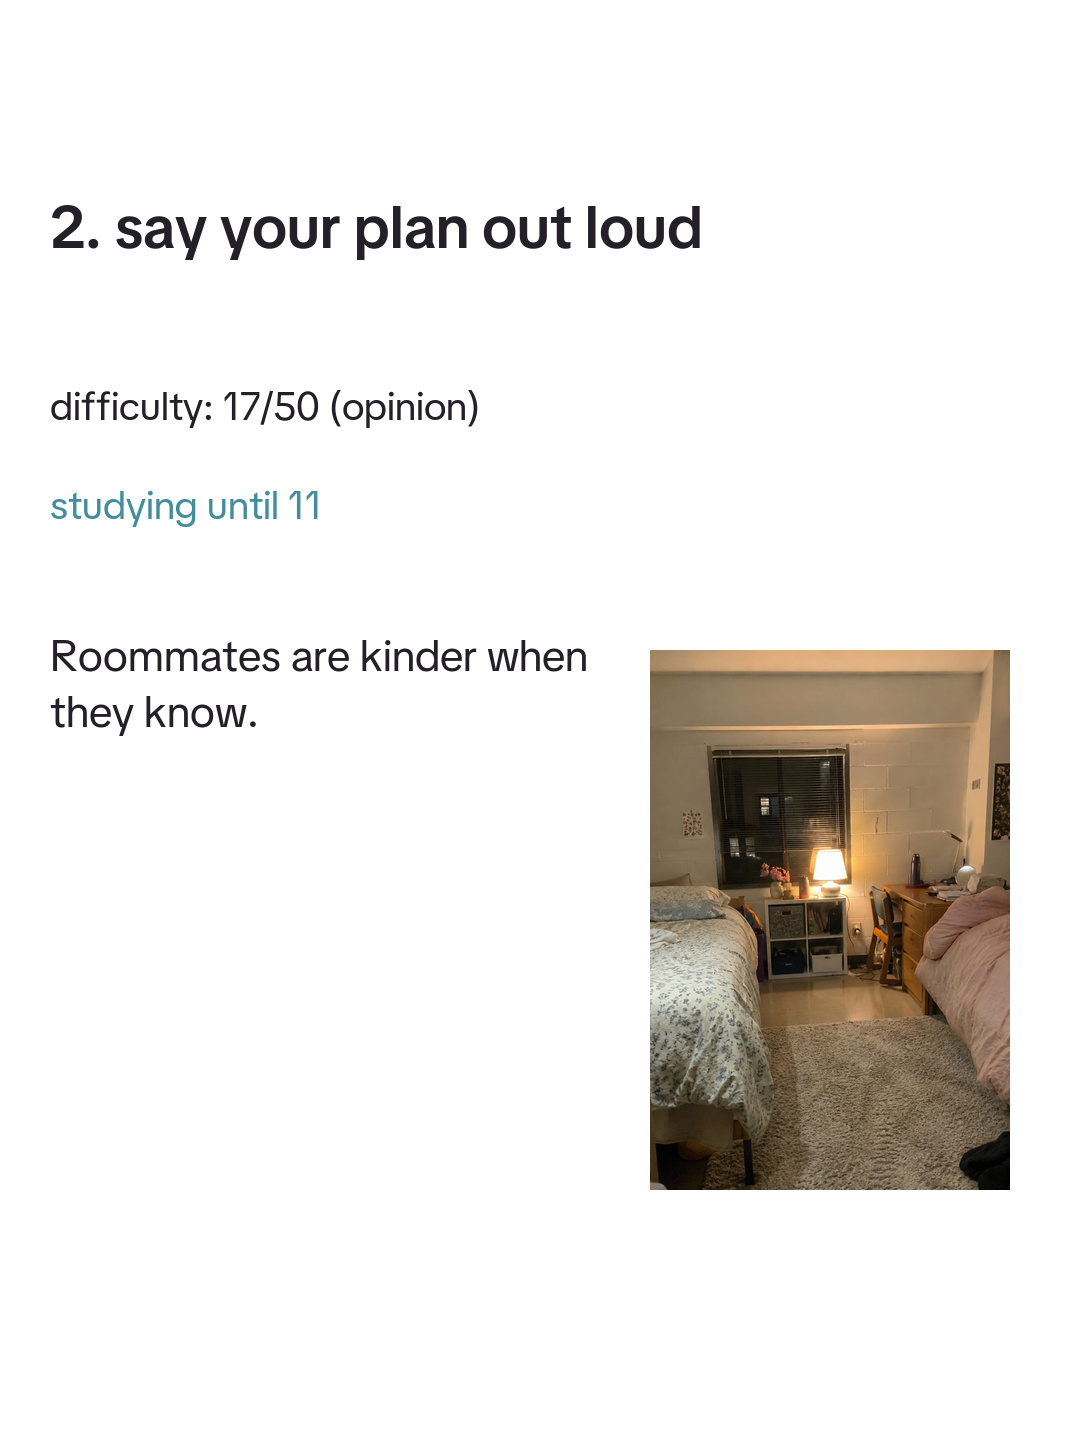 2. say your plan out loud
difficulty: 17/50 (opinion)
studying until 11
Roommates are kinder when
they know.